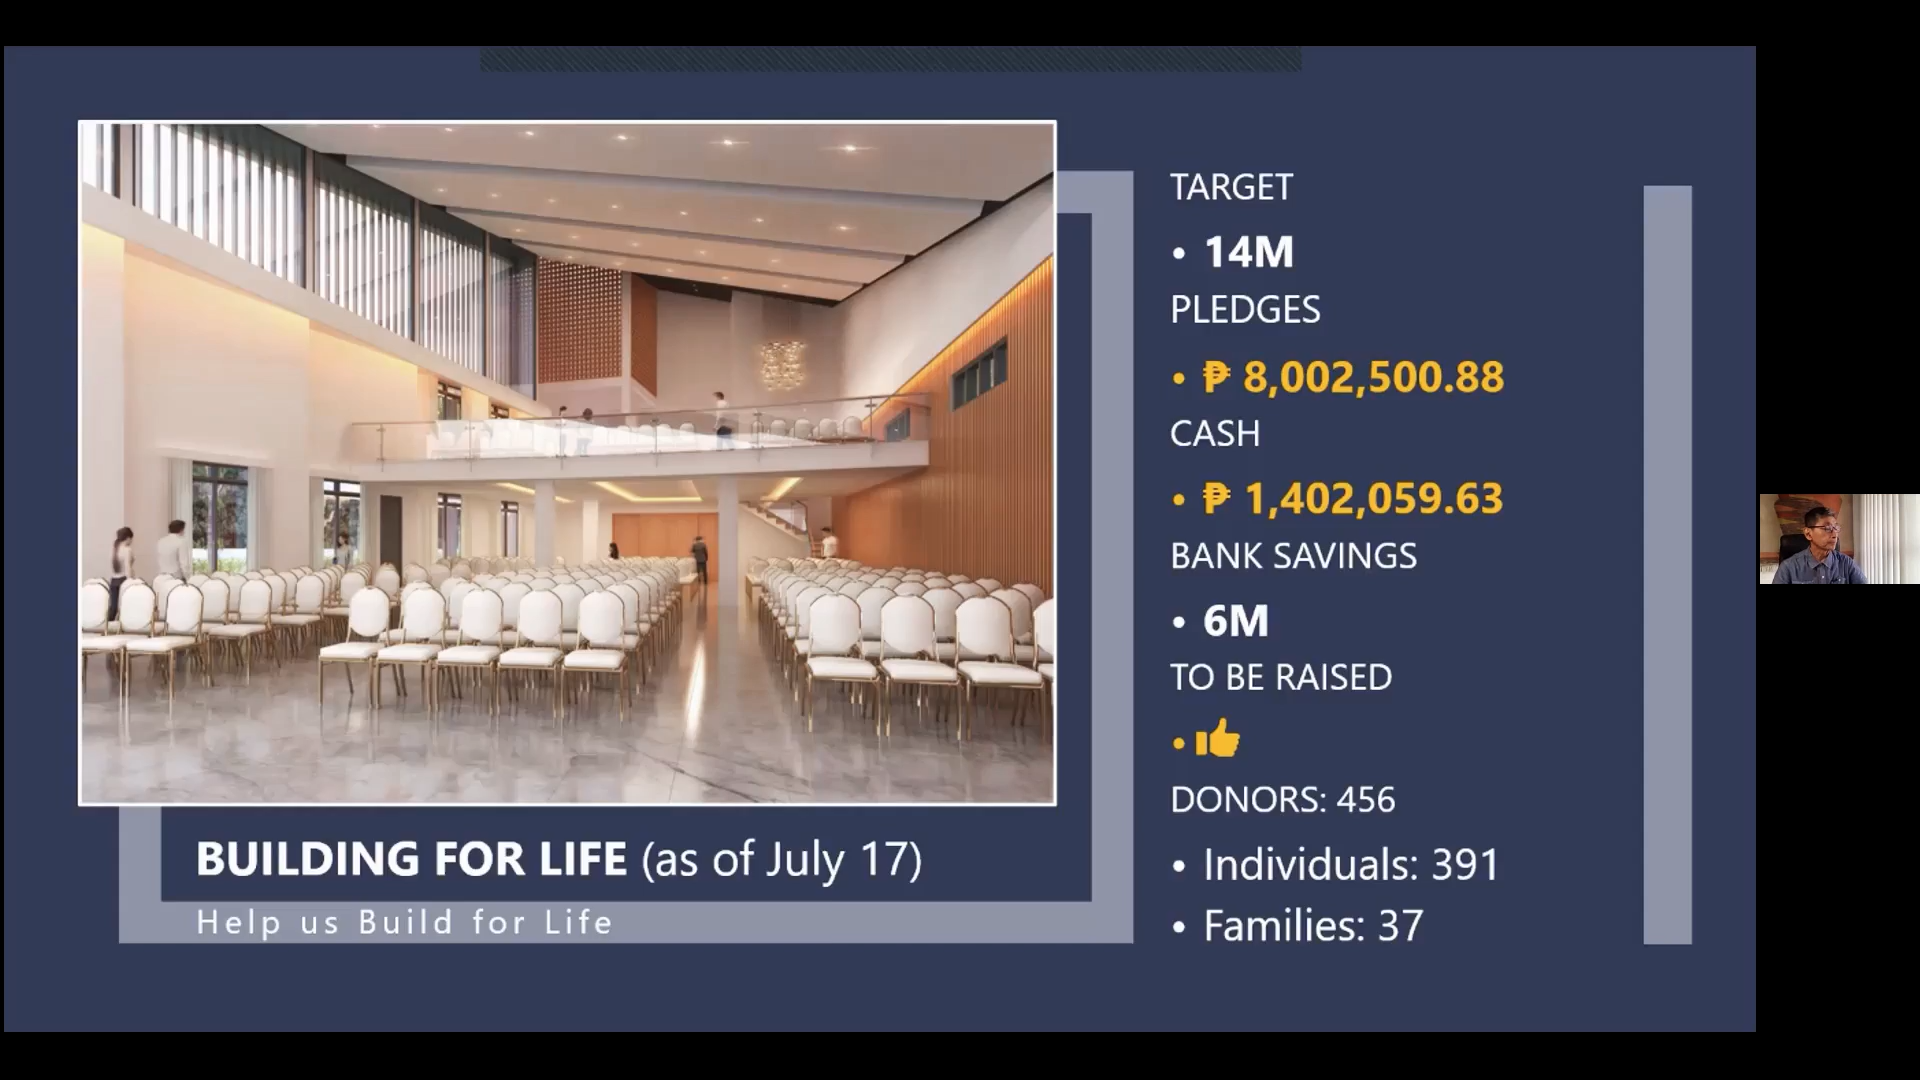 TARGET
• 14M
PLEDGES
• ₱ 8,002,500.88
CASH
• ₱ 1,402,059.63
BANK SAVINGS
• 6M
TO BE RAISED
• 👍
DONORS: 456
• Individuals: 391
• Families: 37
BUILDING FOR LIFE (as of July 17)
Help us Build for Life